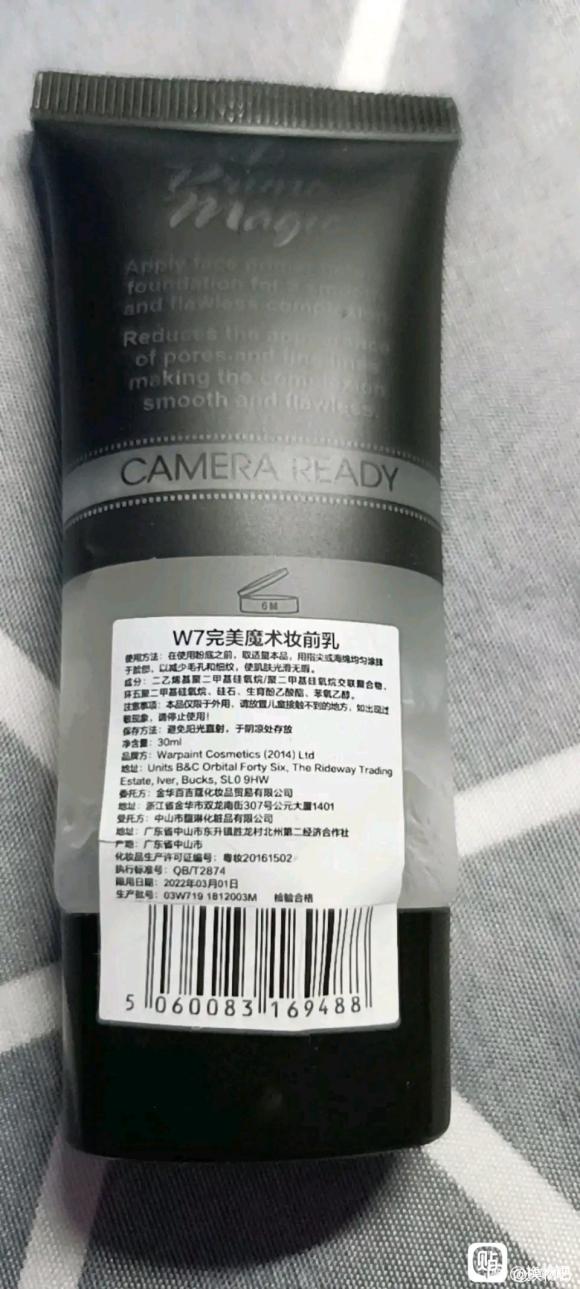 Prime
Magic
Apply face primer under
foundation for a smooth
and flawless complexion.
Reduces the appearance
of pores and fine lines
making the complexion
smooth and flawless.
CAMERA READY
6M
W7完美魔术妆前乳
使用方法：在使用粉底之前，取适量本品，用指尖或海绵均匀涂抹
于脸部，以减少毛孔和细纹，使肌肤光滑无瑕。
成分：二乙烯基聚二甲基硅氧烷/聚二甲基硅氧烷交联聚合物、
环五聚二甲基硅氧烷、硅石、生育酚乙酸酯、苯氧乙醇。
注意事项：本品仅限于外用，请放置儿童接触不到的地方，如出现过
敏现象，请停止使用！
保存方法：避免阳光直射，于阴凉处存放
净含量：30ml
品牌方：Warpaint Cosmetics (2014) Ltd
地址：Units B&C Orbital Forty Six, The Rideway Trading
Estate, Iver, Bucks, SL0 9HW
委托方：金华百吉蔻化妆品贸易有限公司
地址：浙江省金华市双龙南街307号公元大厦1401
受托方：中山市馥琳化粧品有限公司
地址：广东省中山市东升镇胜龙村北州第二经济合作社
产地：广东省中山市
化妆品生产许可证编号：粤妆20161502
执行标准号：QB/T2874
限用日期：2022年03月01日
生产批号：03W719 1812003M 检验合格
5 060083 169488
贴
@换物吧